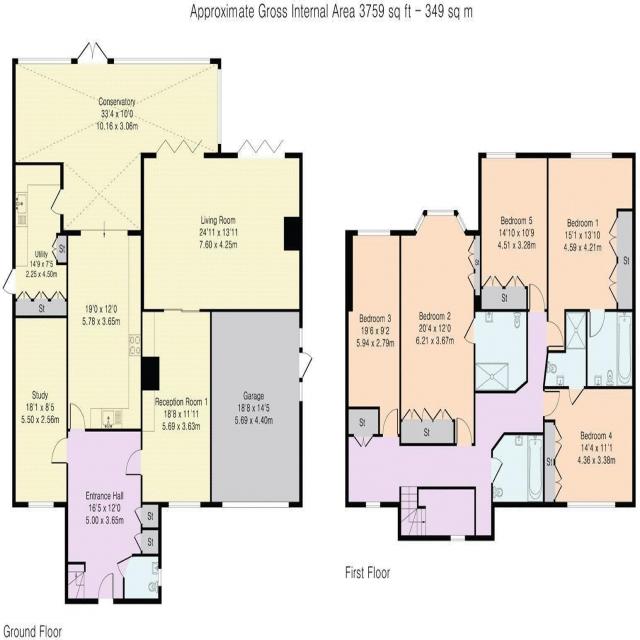 Approximate Gross Internal Area 3759 sq ft - 349 sq m
Conservatory
33'4 x 10'0
10.16 x 3.06m
Living Room
24'11 x 13'11
7.60 x 4.25m
St
Utility
14'9 x 7'5
2.25 x 4.50m
St
19'0 x 12'0
5.78 x 3.65m
Study
18'1 x 8'5
5.50 x 2.56m
Reception Room 1
18'8 x 11'11
5.69 x 3.63m
Garage
18'8 x 14'5
5.69 x 4.40m
Entrance Hall
16'5 x 12'0
5.00 x 3.65m
St
St
Ground Floor
Bedroom 5
14'10 x 10'9
4.51 x 3.28m
Bedroom 1
15'1 x 13'10
4.59 x 4.21m
St
St
St
Bedroom 3
19'6 x 9'2
5.94 x 2.79m
Bedroom 2
20'4 x 12'0
6.21 x 3.67m
St
St
Bedroom 4
14'4 x 11'1
4.36 x 3.38m
St
First Floor